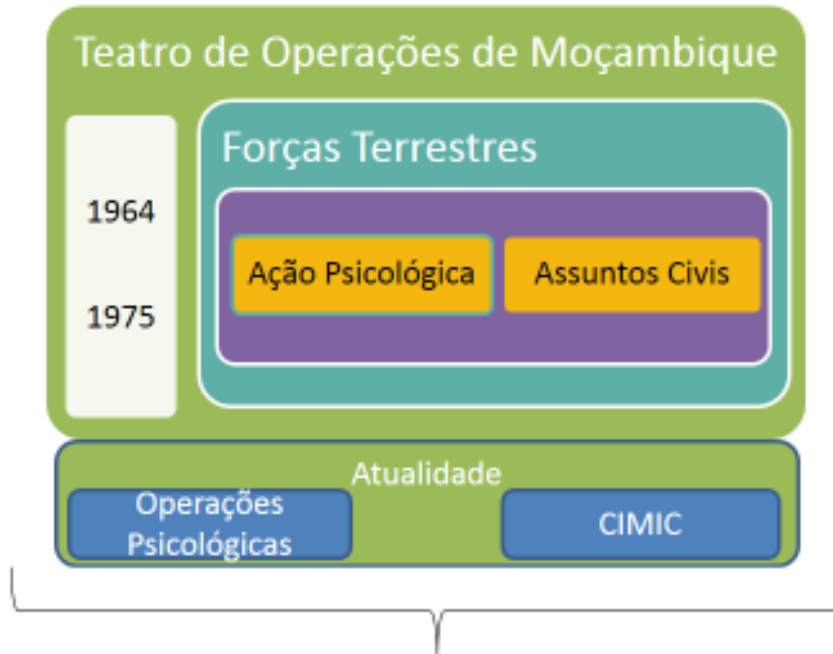 Teatro de Operações de Moçambique
Forças Terrestres
1964
1975
Ação Psicológica
Assuntos Civis
Atualidade
Operações
Psicológicas
CIMIC